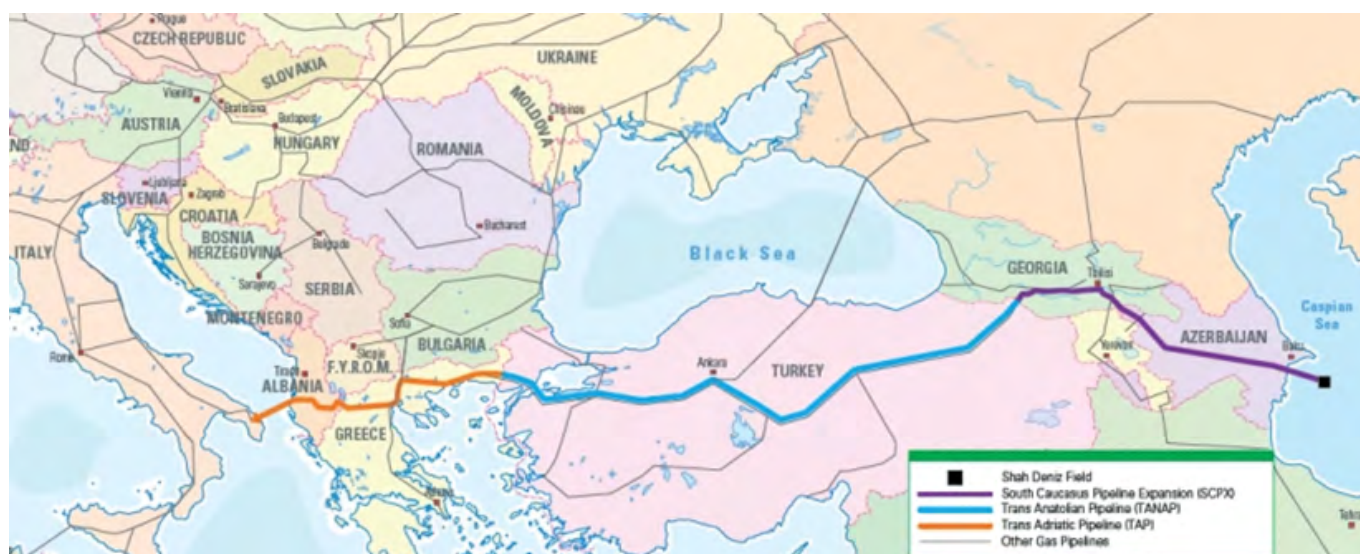 Prague
CZECH REPUBLIC
UKRAINE
SLOVAKIA
Vienna
Bratislava
MOLDOVA
Chisinau
AUSTRIA
Budapest
HUNGARY
ROMANIA
Ljubljana
SLOVENIA
Zagreb
CROATIA
Bucharest
BOSNIA
HERZEGOVINA
Belgrade
ITALY
Black Sea
GEORGIA
Tbilisi
Sarajevo
SERBIA
MONTENEGRO
Caspian
Sea
Sofia
BULGARIA
AZERBAIJAN
Baku
Rome
Skopje
F.Y.R.O.M.
Yerevan
Tirana
ALBANIA
Ankara
TURKEY
GREECE
Athens
Shah Deniz Field
South Caucasus Pipeline Expansion (SCPX)
Trans Anatolian Pipeline (TANAP)
Trans Adriatic Pipeline (TAP)
Other Gas Pipelines